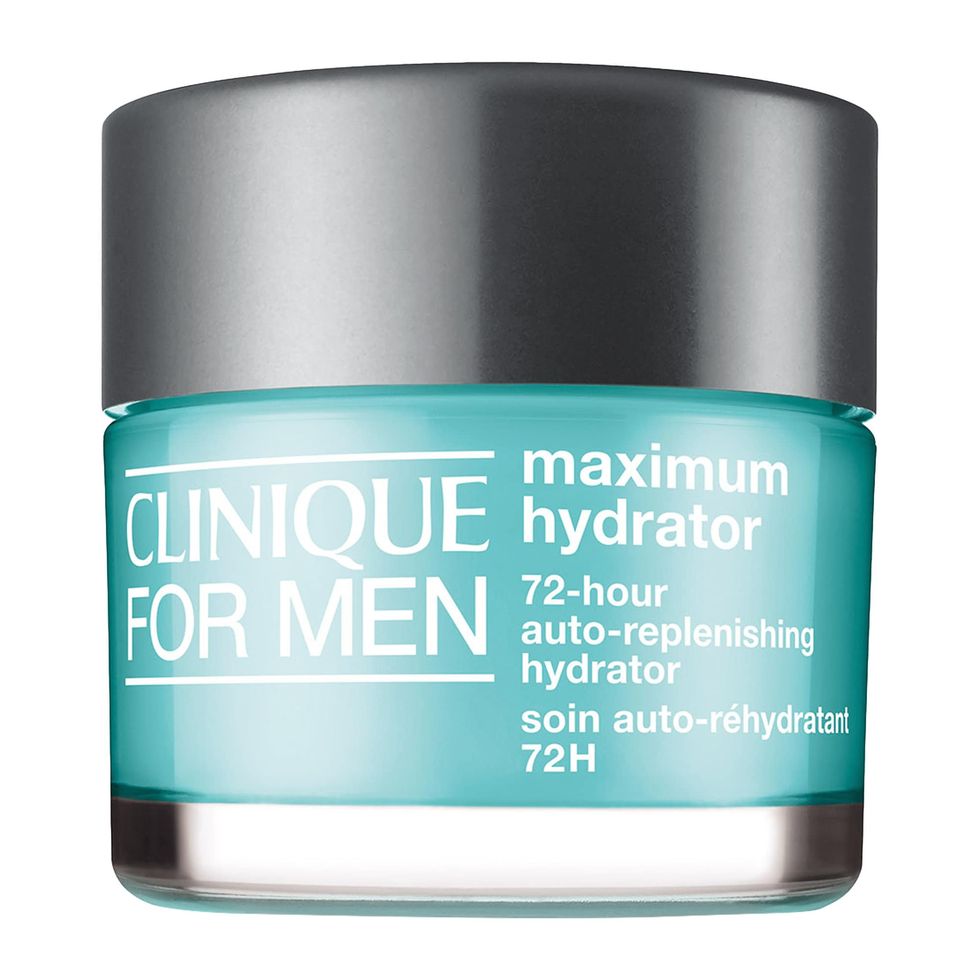 CLINIQUE
FOR MEN
maximum
hydrator
72-hour
auto-replenishing
hydrator
soin auto-réhydratant
72H